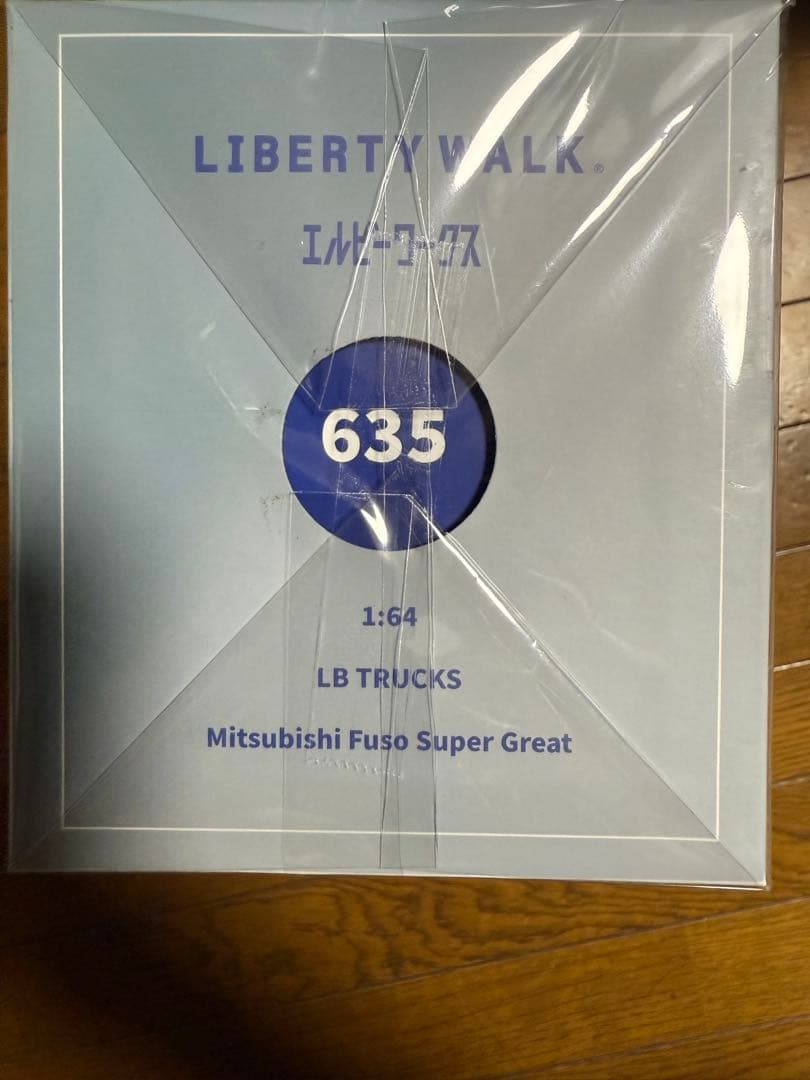 LIBERTY WALK®
エルビーワークス
635
1:64
LB TRUCKS
Mitsubishi Fuso Super Great